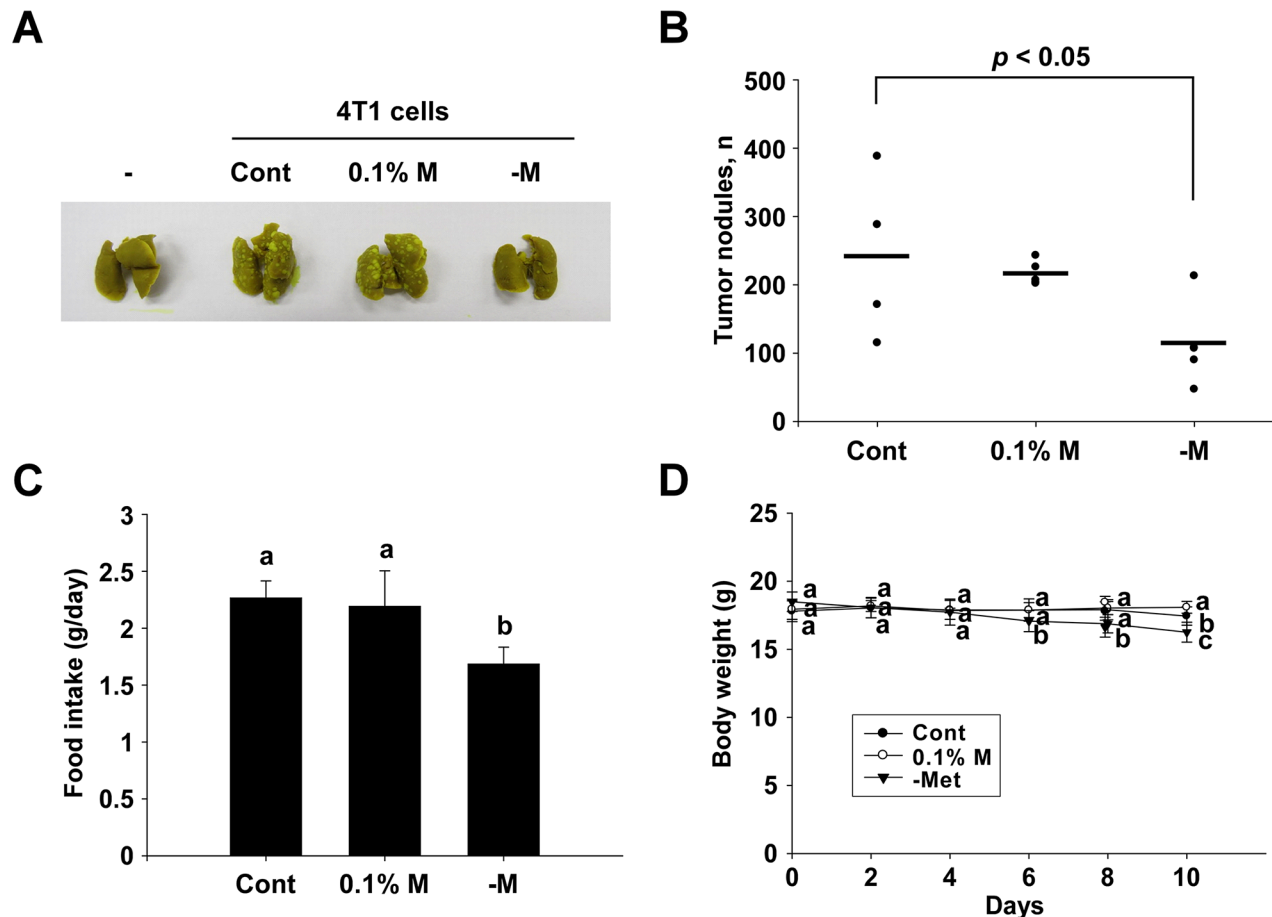 A
4T1 cells
- Cont 0.1% M -M
B
p < 0.05
Tumor nodules, n
500
400
300
200
100
0
Cont 0.1% M -M
C
Food intake (g/day)
3
2.5
2
1.5
1
0.5
0
a a b
Cont 0.1% M -M
D
Body weight (g)
25
20
15
10
5
0
a a a a a a
a a a a a b
a a a b b c
Cont
0.1% M
-Met
0 2 4 6 8 10
Days